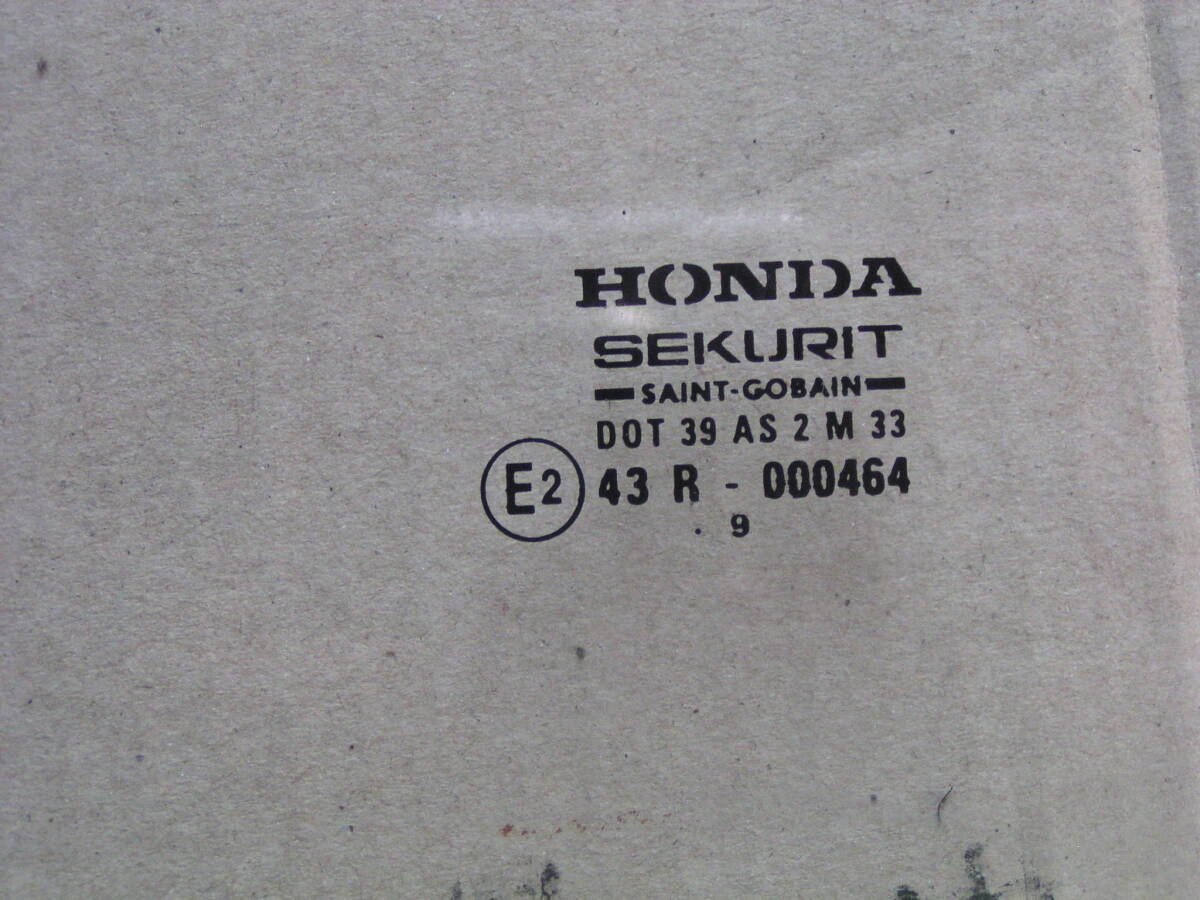 HONDA
SEKURIT
SAINT-GOBAIN
DOT 39 AS 2 M 33
E2 43 R - 000464
. 9